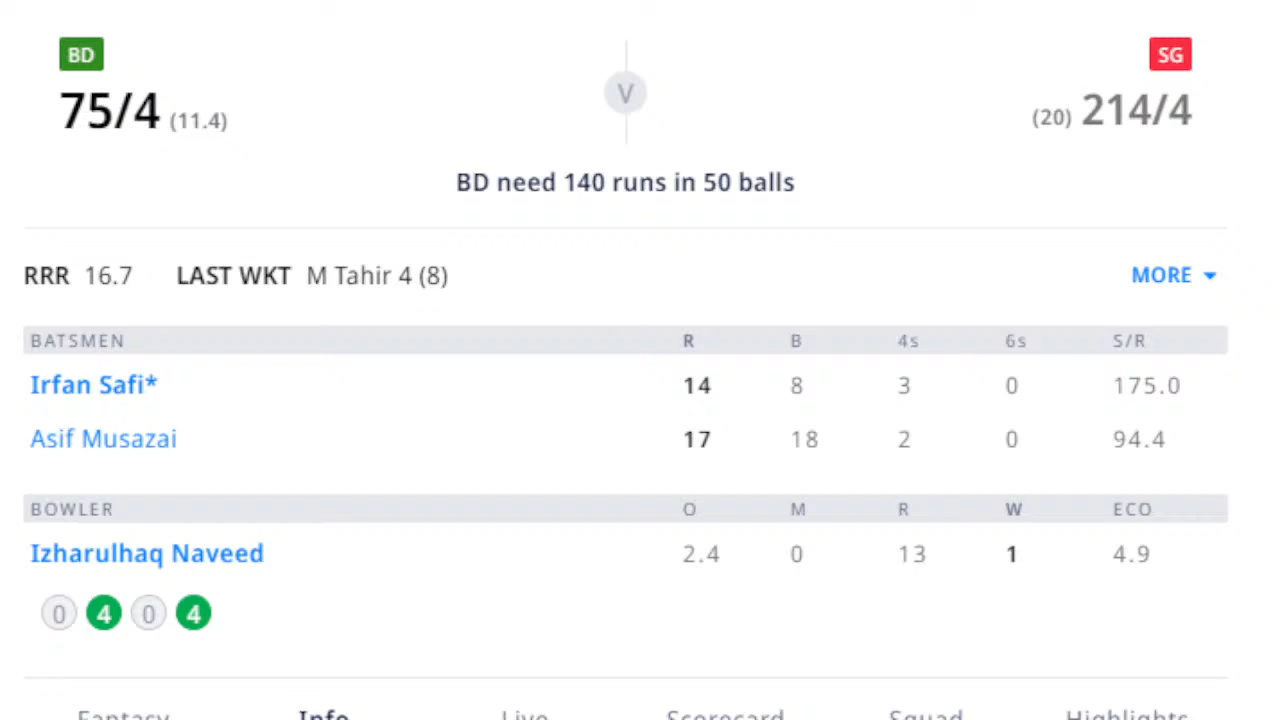 BD SG
75/4 (11.4) V (20) 214/4
BD need 140 runs in 50 balls
RRR 16.7 LAST WKT M Tahir 4 (8) MORE
BATSMEN R B 4s 6s S/R
Irfan Safi* 14 8 3 0 175.0
Asif Musazai 17 18 2 0 94.4
BOWLER O M R W ECO
Izharulhaq Naveed 2.4 0 13 1 4.9
0 4 0 4
Fantasy Info Live Scorecard Squad Highlights